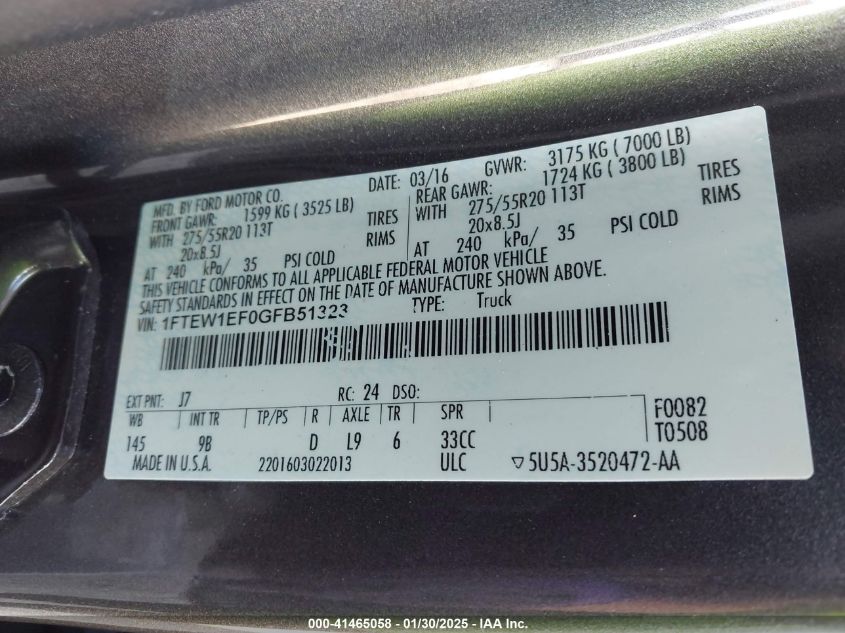 MFD. BY FORD MOTOR CO. DATE: 03/16 GVWR: 3175 KG ( 7000 LB)
FRONT GAWR: 1599 KG ( 3525 LB) REAR GAWR: 1724 KG ( 3800 LB)
WITH 275/55R20 113T TIRES WITH 275/55R20 113T TIRES
20x8.5J RIMS 20x8.5J RIMS
AT 240 kPa/ 35 PSI COLD AT 240 kPa/ 35 PSI COLD
THIS VEHICLE CONFORMS TO ALL APPLICABLE FEDERAL MOTOR VEHICLE
SAFETY STANDARDS IN EFFECT ON THE DATE OF MANUFACTURE SHOWN ABOVE.
VIN: 1FTEW1EF0GFB51323 TYPE: Truck
EXT PNT: J7 RC: 24 DSO:
WB INT TR TP/PS R AXLE TR SPR F0082
145 9B D L9 6 33CC T0508
MADE IN U.S.A. 2201603022013 ULC ▽5U5A-3520472-AA
000-41465058 - 01/30/2025 - IAA Inc.